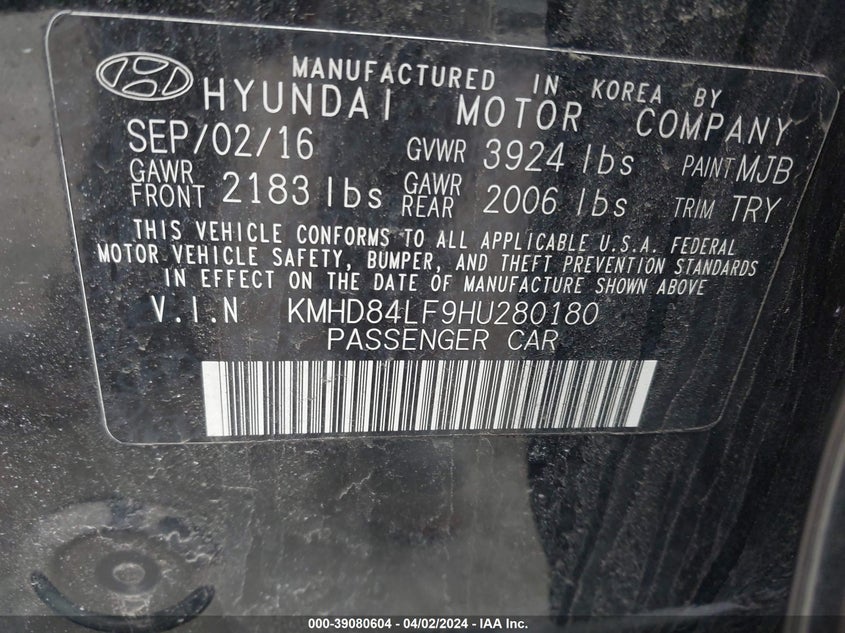 MANUFACTURED IN KOREA BY
HYUNDAI MOTOR COMPANY
SEP/02/16 GVWR 3924 lbs PAINT MJB
GAWR FRONT 2183 lbs GAWR REAR 2006 lbs TRIM TRY
THIS VEHICLE CONFORMS TO ALL APPLICABLE U.S.A. FEDERAL
MOTOR VEHICLE SAFETY, BUMPER, AND THEFT PREVENTION STANDARDS
IN EFFECT ON THE DATE OF MANUFACTURE SHOWN ABOVE
V.I.N KMHD84LF9HU280180
PASSENGER CAR
000-39080604 - 04/02/2024 - IAA Inc.